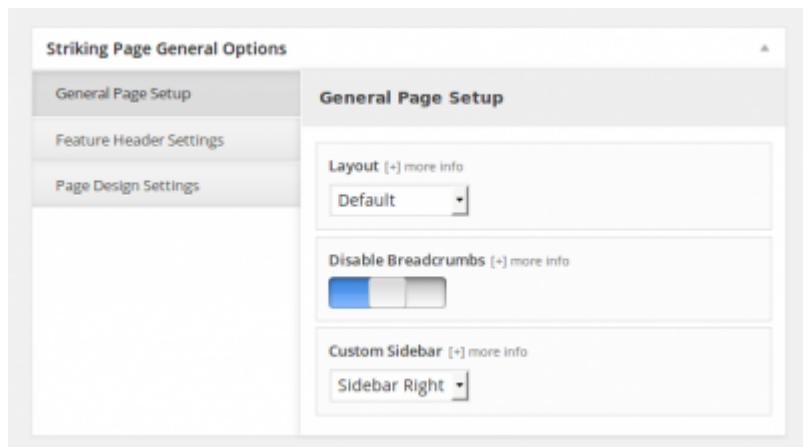 Striking Page General Options
General Page Setup
Feature Header Settings
Page Design Settings
General Page Setup
Layout [+] more info
Default
Disable Breadcrumbs [+] more info
Custom Sidebar [+] more info
Sidebar Right